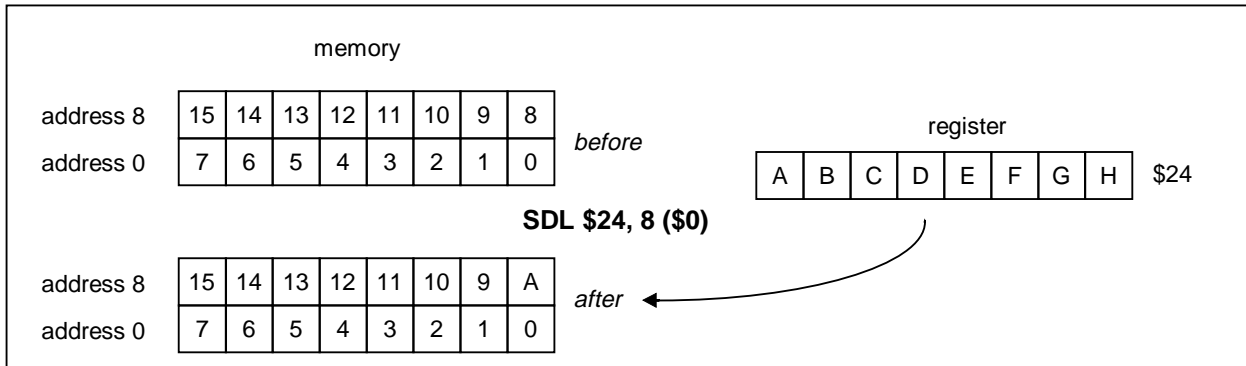 memory
address 8 15 14 13 12 11 10 9 8
before
address 0 7 6 5 4 3 2 1 0
register
A B C D E F G H $24
SDL $24, 8 ($0)
address 8 15 14 13 12 11 10 9 A
after
address 0 7 6 5 4 3 2 1 0